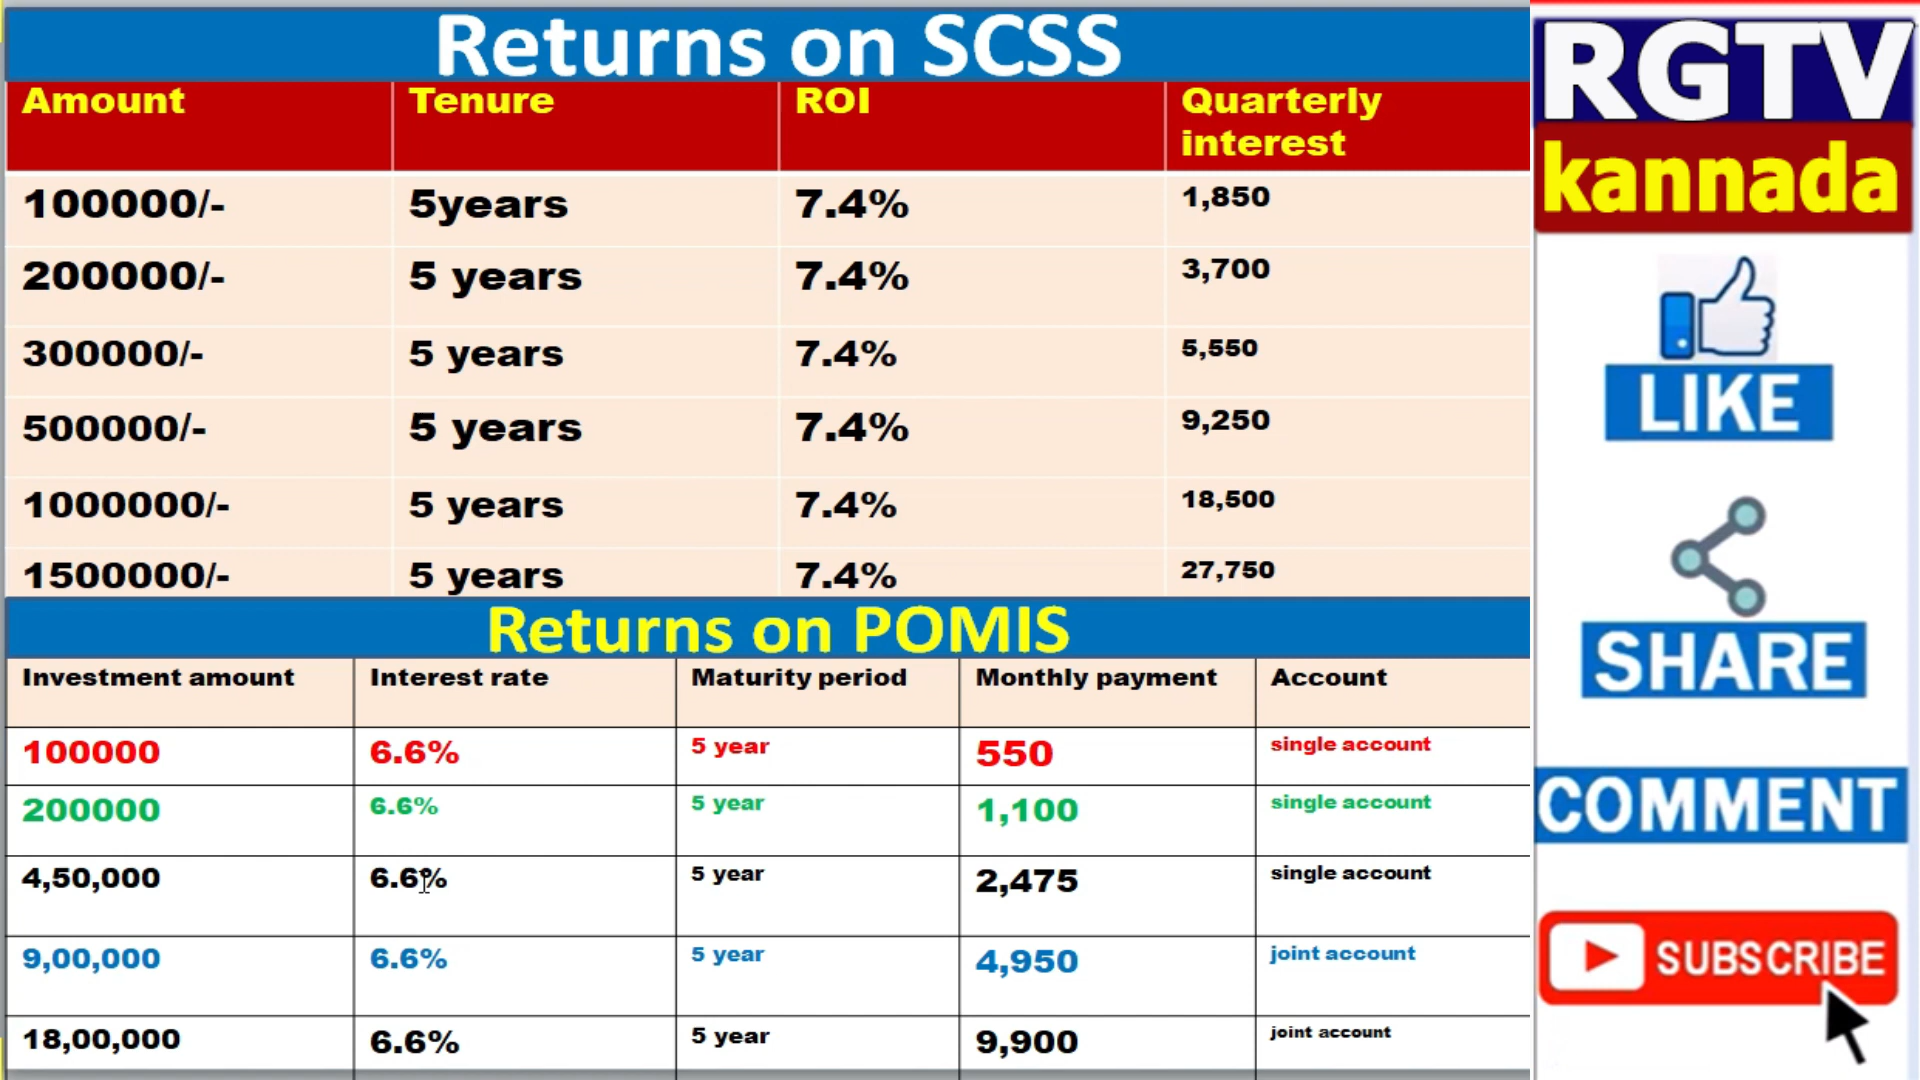 Returns on SCSS
Amount Tenure ROI Quarterly interest
100000/- 5years 7.4% 1,850
200000/- 5 years 7.4% 3,700
300000/- 5 years 7.4% 5,550
500000/- 5 years 7.4% 9,250
1000000/- 5 years 7.4% 18,500
1500000/- 5 years 7.4% 27,750
Returns on POMIS
Investment amount Interest rate Maturity period Monthly payment Account
100000 6.6% 5 year 550 single account
200000 6.6% 5 year 1,100 single account
4,50,000 6.6% 5 year 2,475 single account
9,00,000 6.6% 5 year 4,950 joint account
18,00,000 6.6% 5 year 9,900 joint account
RGTV
kannada
LIKE
SHARE
COMMENT
SUBSCRIBE